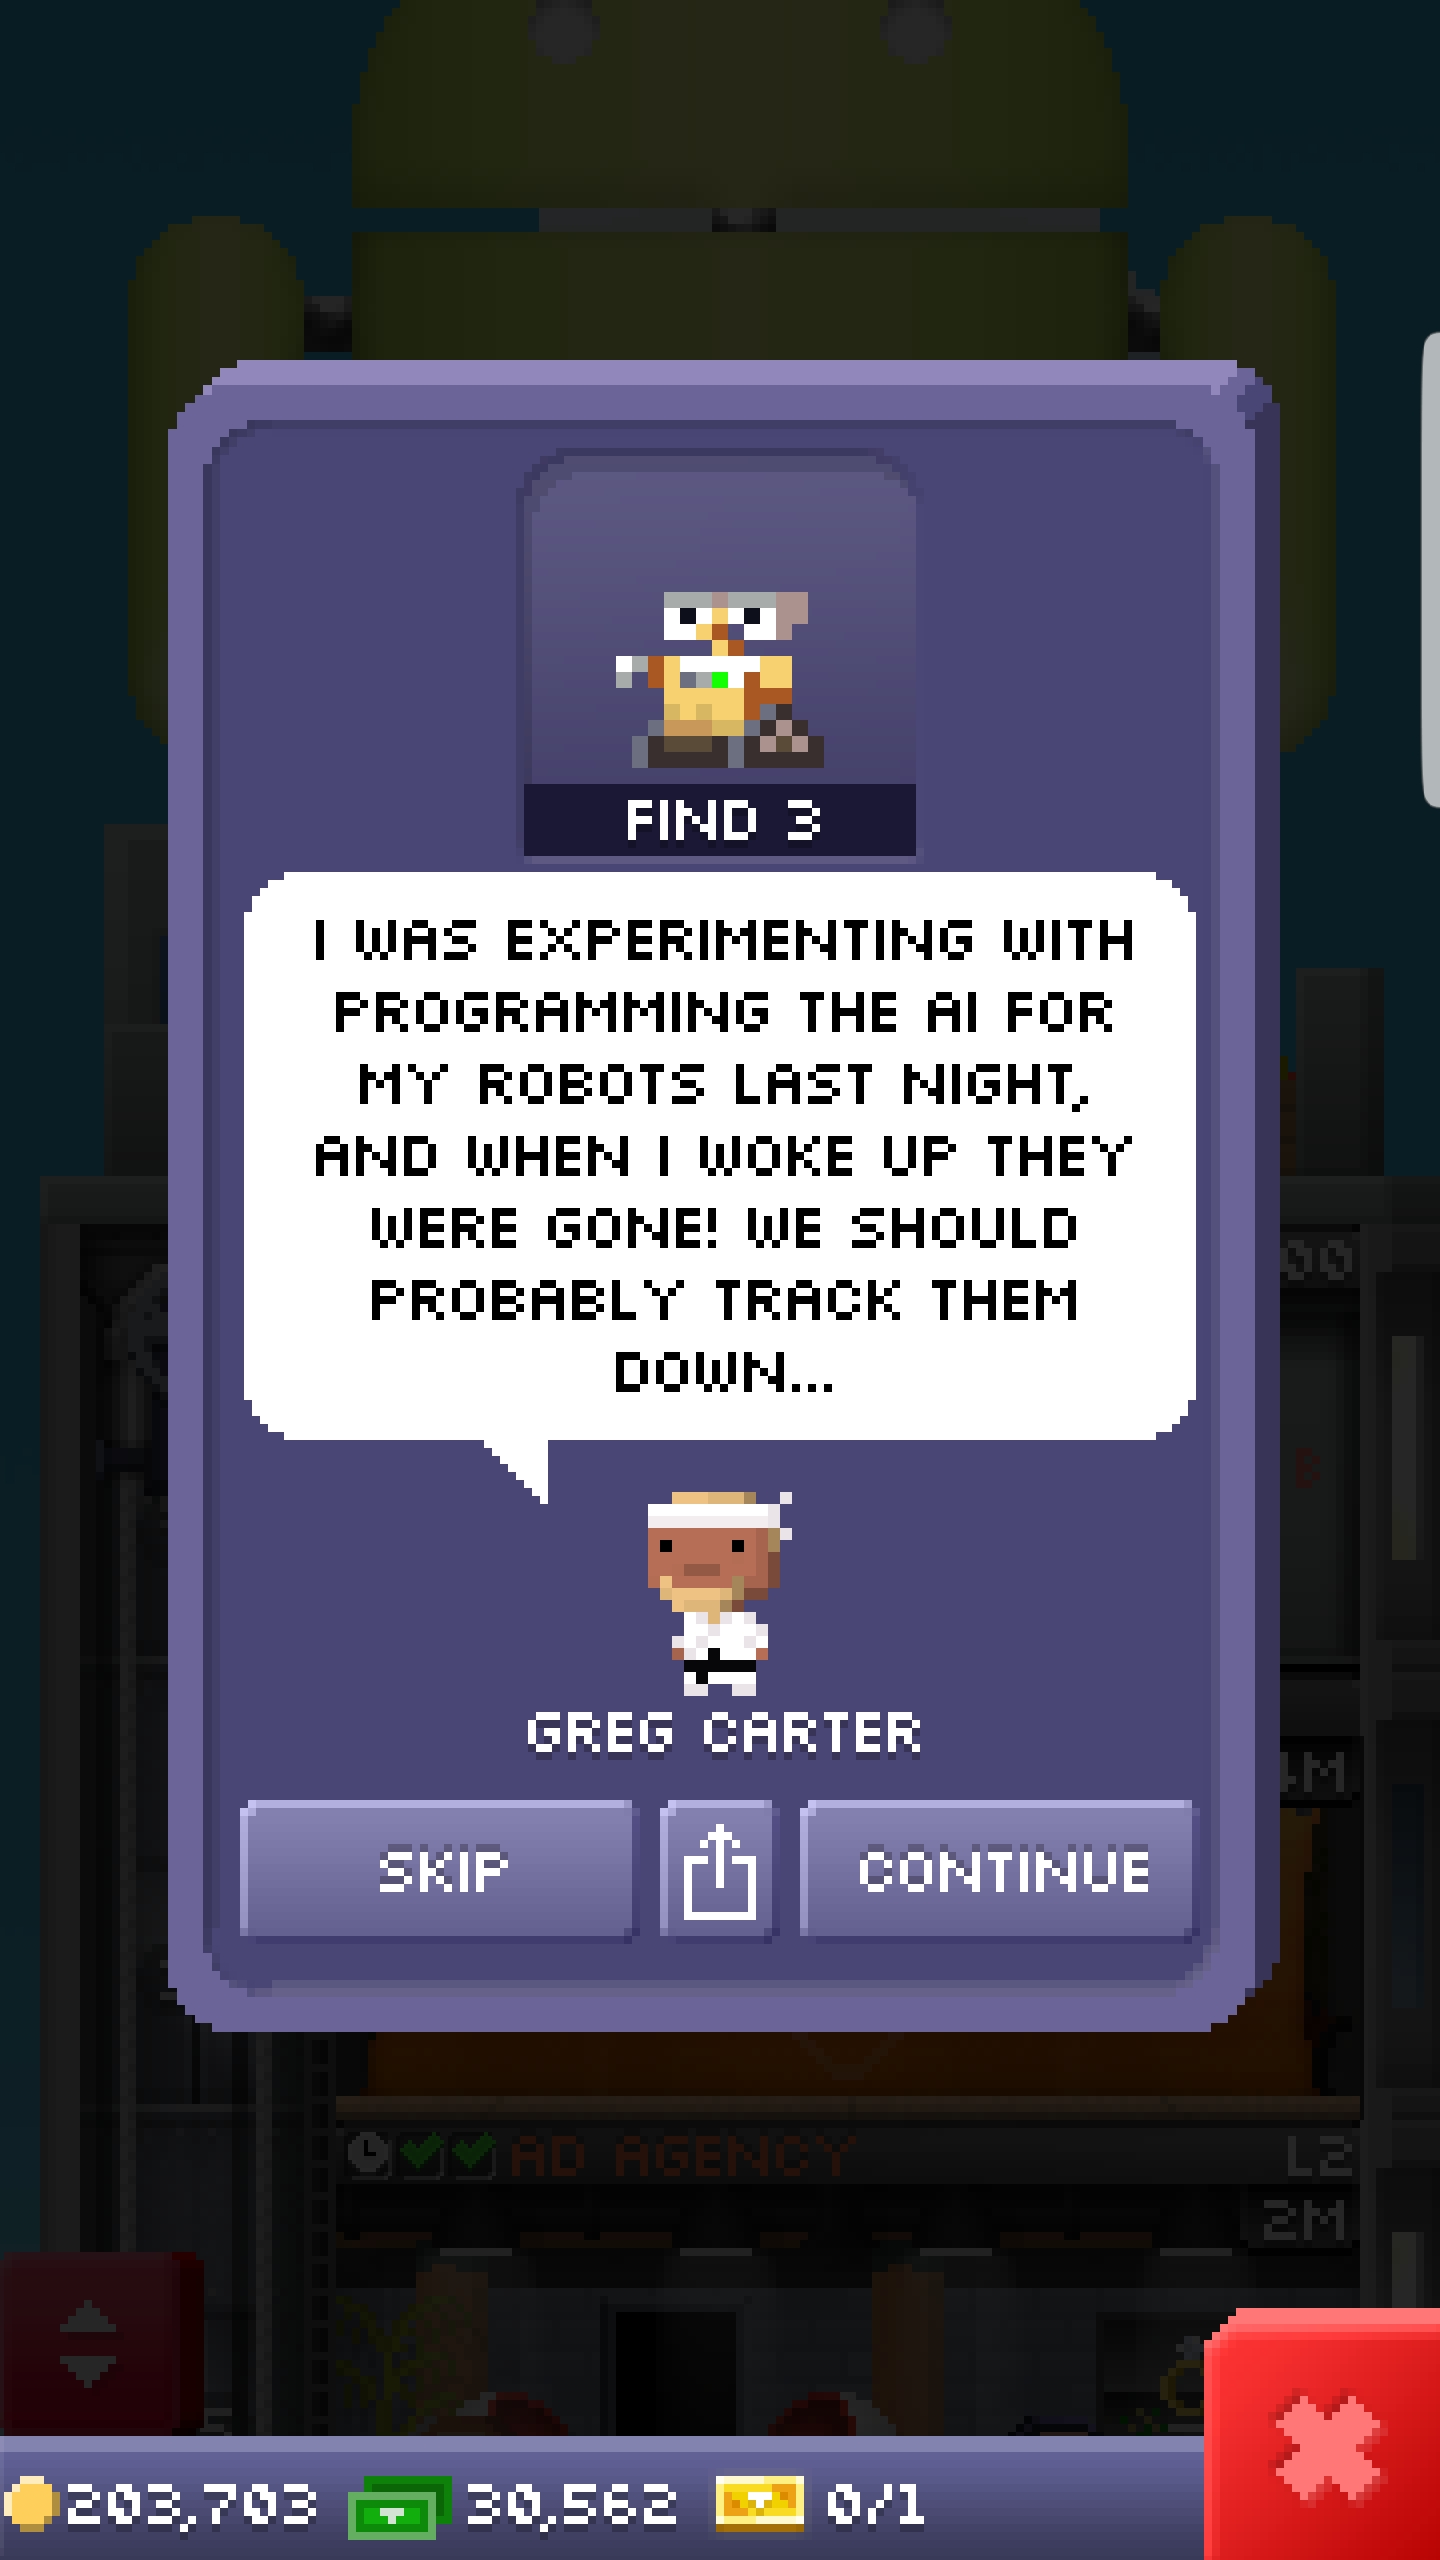 FIND 3
I WAS EXPERIMENTING WITH
PROGRAMMING THE AI FOR
MY ROBOTS LAST NIGHT,
AND WHEN I WOKE UP THEY
WERE GONE! WE SHOULD
PROBABLY TRACK THEM
DOWN...
GREG CARTER
SKIP
CONTINUE
AD AGENCY
L2
2M
203,703
30,562
0/1